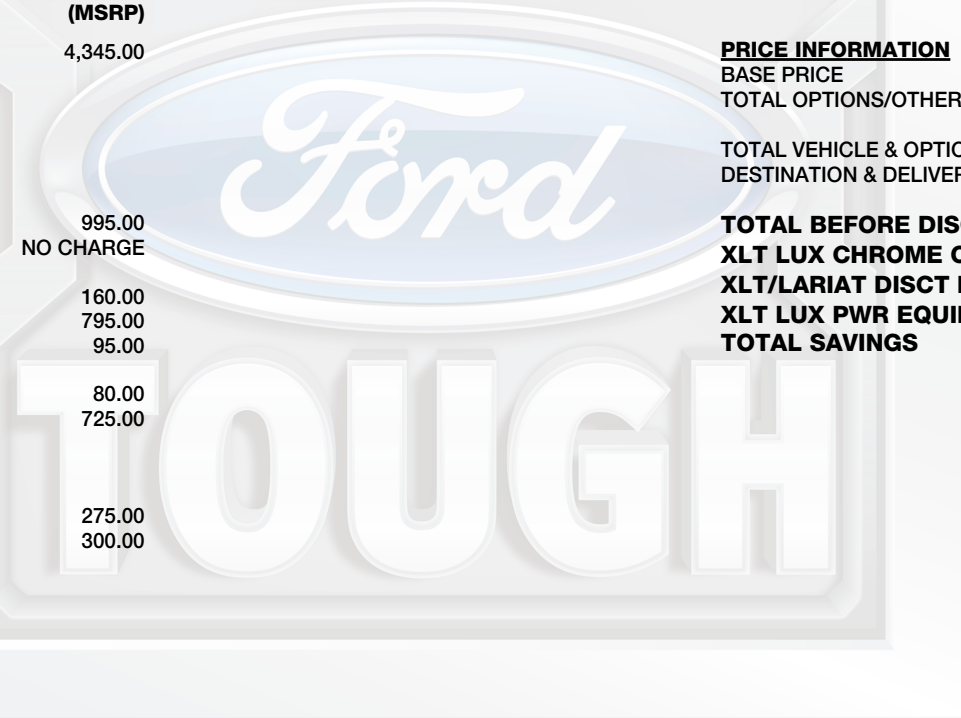 (MSRP)
4,345.00
995.00
NO CHARGE
160.00
795.00
95.00
80.00
725.00
275.00
300.00
PRICE INFORMATION
BASE PRICE
TOTAL OPTIONS/OTHER
TOTAL VEHICLE & OPTIO
DESTINATION & DELIVER
TOTAL BEFORE DIS
XLT LUX CHROME
XLT/LARIAT DISCT
XLT LUX PWR EQUI
TOTAL SAVINGS
Ford
TOUGH